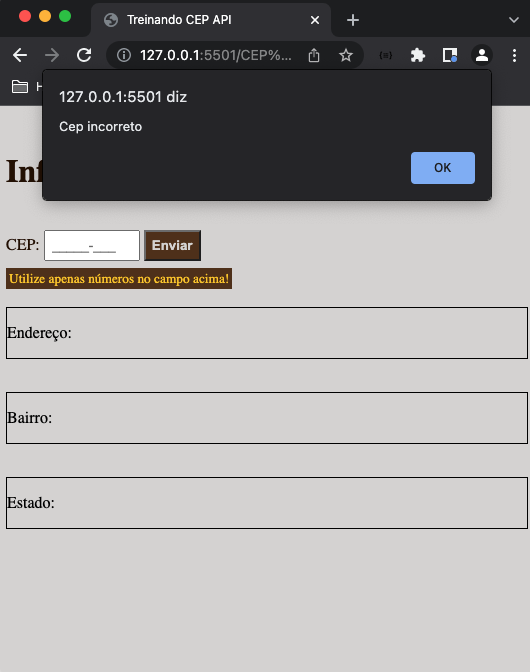 Treinando CEP API
127.0.0.1:5501/CEP%...
127.0.0.1:5501 diz
Cep incorreto
OK
CEP: _____-___ Enviar
Utilize apenas números no campo acima!
Endereço:
Bairro:
Estado: